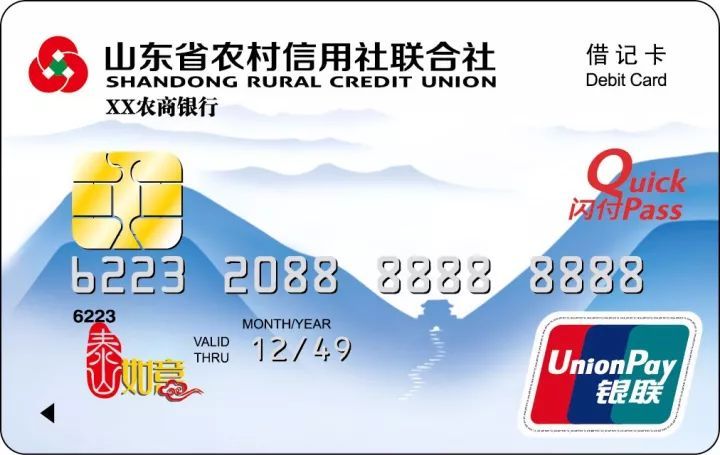 山东省农村信用社联合社
SHANDONG RURAL CREDIT UNION
XX农商银行
借记卡
Debit Card
Quick
闪付Pass
6223 2088 8888 8888
6223
MONTH/YEAR
VALID THRU 12/49
泰山如意
UnionPay
银联